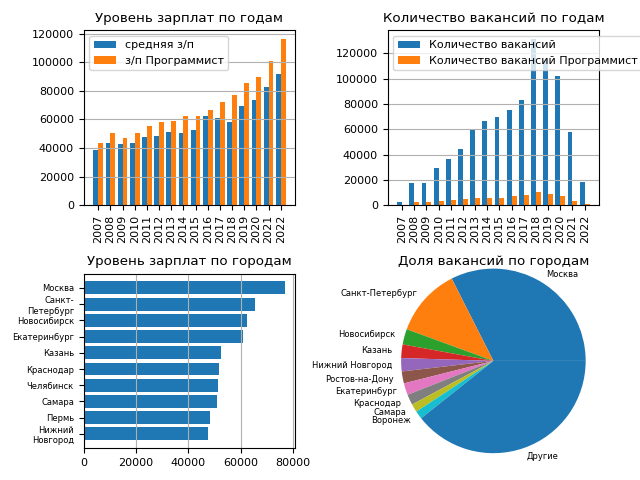 Уровень зарплат по годам
120000
100000
80000
60000
40000
20000
0
средняя з/п
з/п Программист
2007
2008
2009
2010
2011
2012
2013
2014
2015
2016
2017
2018
2019
2020
2021
2022
Количество вакансий по годам
120000
100000
80000
60000
40000
20000
0
Количество вакансий
Количество вакансий Программист
2007
2008
2009
2010
2011
2012
2013
2014
2015
2016
2017
2018
2019
2020
2021
2022
Уровень зарплат по городам
Москва
Санкт-
Петербург
Новосибирск
Екатеринбург
Казань
Краснодар
Челябинск
Самара
Пермь
Нижний
Новгород
0
20000
40000
60000
80000
Доля вакансий по городам
Москва
Санкт-Петербург
Новосибирск
Казань
Нижний Новгород
Ростов-на-Дону
Екатеринбург
Краснодар
Самара
Воронеж
Другие